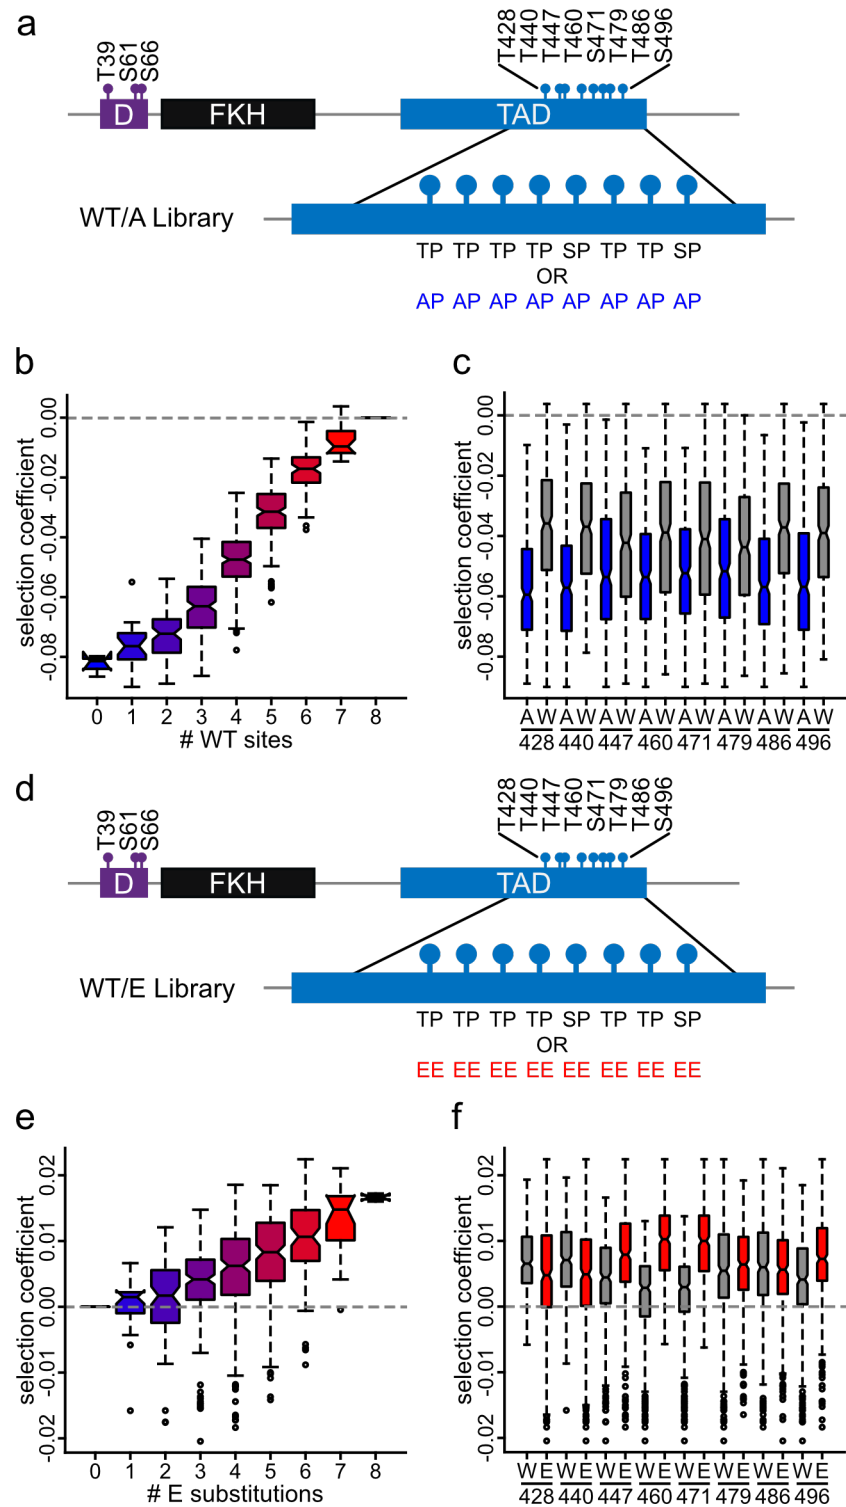 a
T39
S61
S66
T428
T440
T447
T460
S471
T479
T486
S496
D
FKH
TAD
WT/A Library
TP TP TP TP SP TP TP SP
OR
AP AP AP AP AP AP AP AP
b
selection coefficient
0.00
-0.02
-0.04
-0.06
-0.08
0 1 2 3 4 5 6 7 8
# WT sites
c
selection coefficient
0.00
-0.02
-0.04
-0.06
-0.08
A W A W A W A W A W A W A W A W
428 440 447 460 471 479 486 496
d
T39
S61
S66
T428
T440
T447
T460
S471
T479
T486
S496
D
FKH
TAD
WT/E Library
TP TP TP TP SP TP TP SP
OR
EE EE EE EE EE EE EE EE
e
selection coefficient
0.02
0.01
0.00
-0.01
-0.02
0 1 2 3 4 5 6 7 8
# E substitutions
f
selection coefficient
0.02
0.01
0.00
-0.01
-0.02
W E W E W E W E W E W E W E W E
428 440 447 460 471 479 486 496